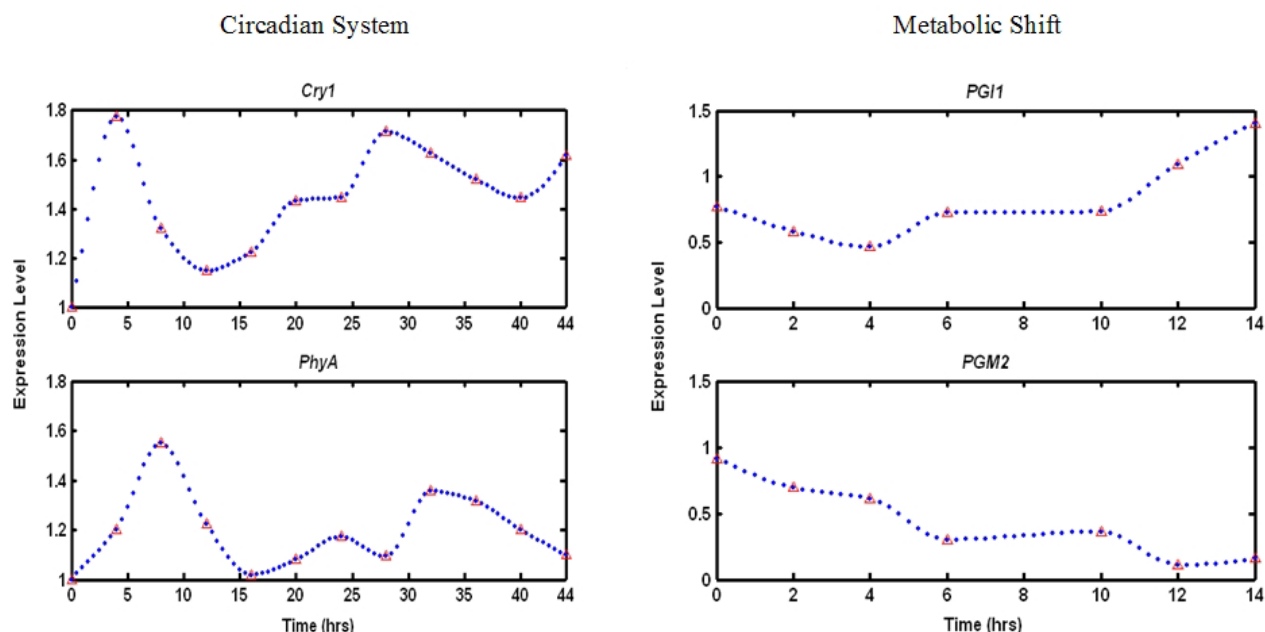 Circadian System
Metabolic Shift
Cry1
1.8
1.6
1.4
1.2
1
0 5 10 15 20 25 30 35 40 44
PhyA
1.8
1.6
1.4
1.2
1
0 5 10 15 20 25 30 35 40 44
Expression Level
Time (hrs)
PGI1
1.5
1
0.5
0
0 2 4 6 8 10 12 14
PGM2
1.5
1
0.5
0
0 2 4 6 8 10 12 14
Expression Level
Time (hrs)